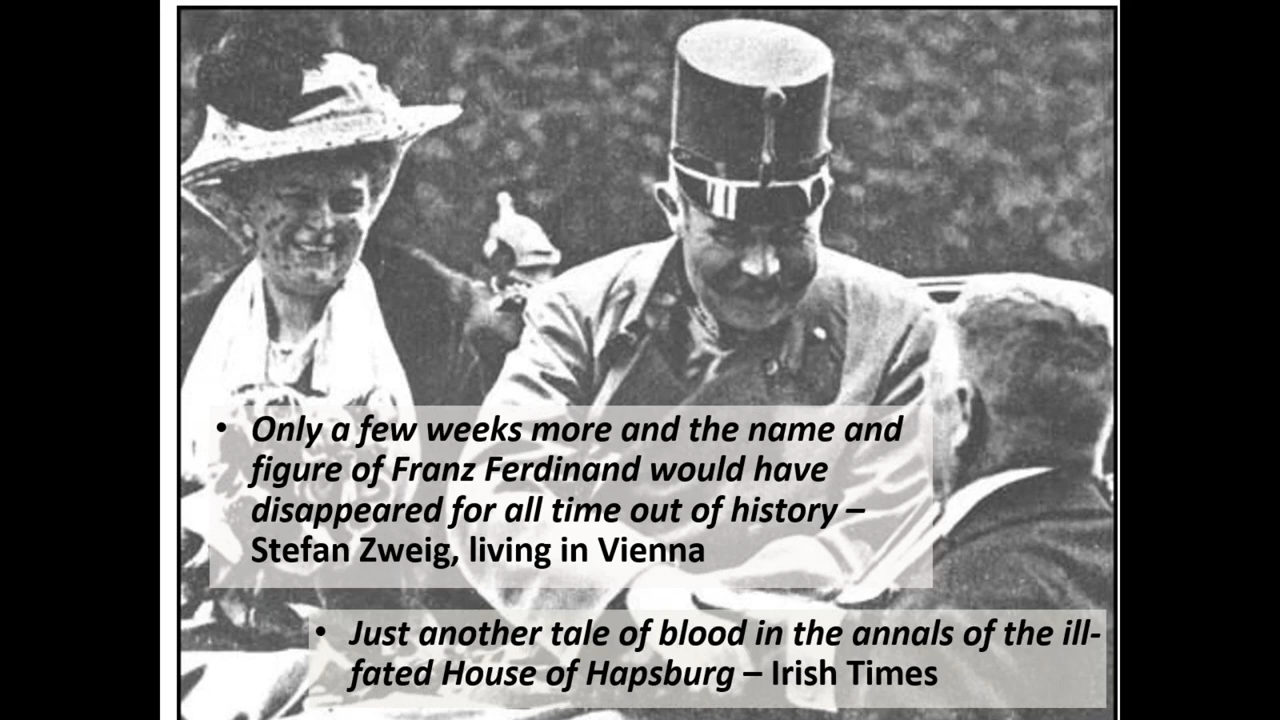 • Only a few weeks more and the name and
figure of Franz Ferdinand would have
disappeared for all time out of history –
Stefan Zweig, living in Vienna
• Just another tale of blood in the annals of the ill-
fated House of Hapsburg – Irish Times